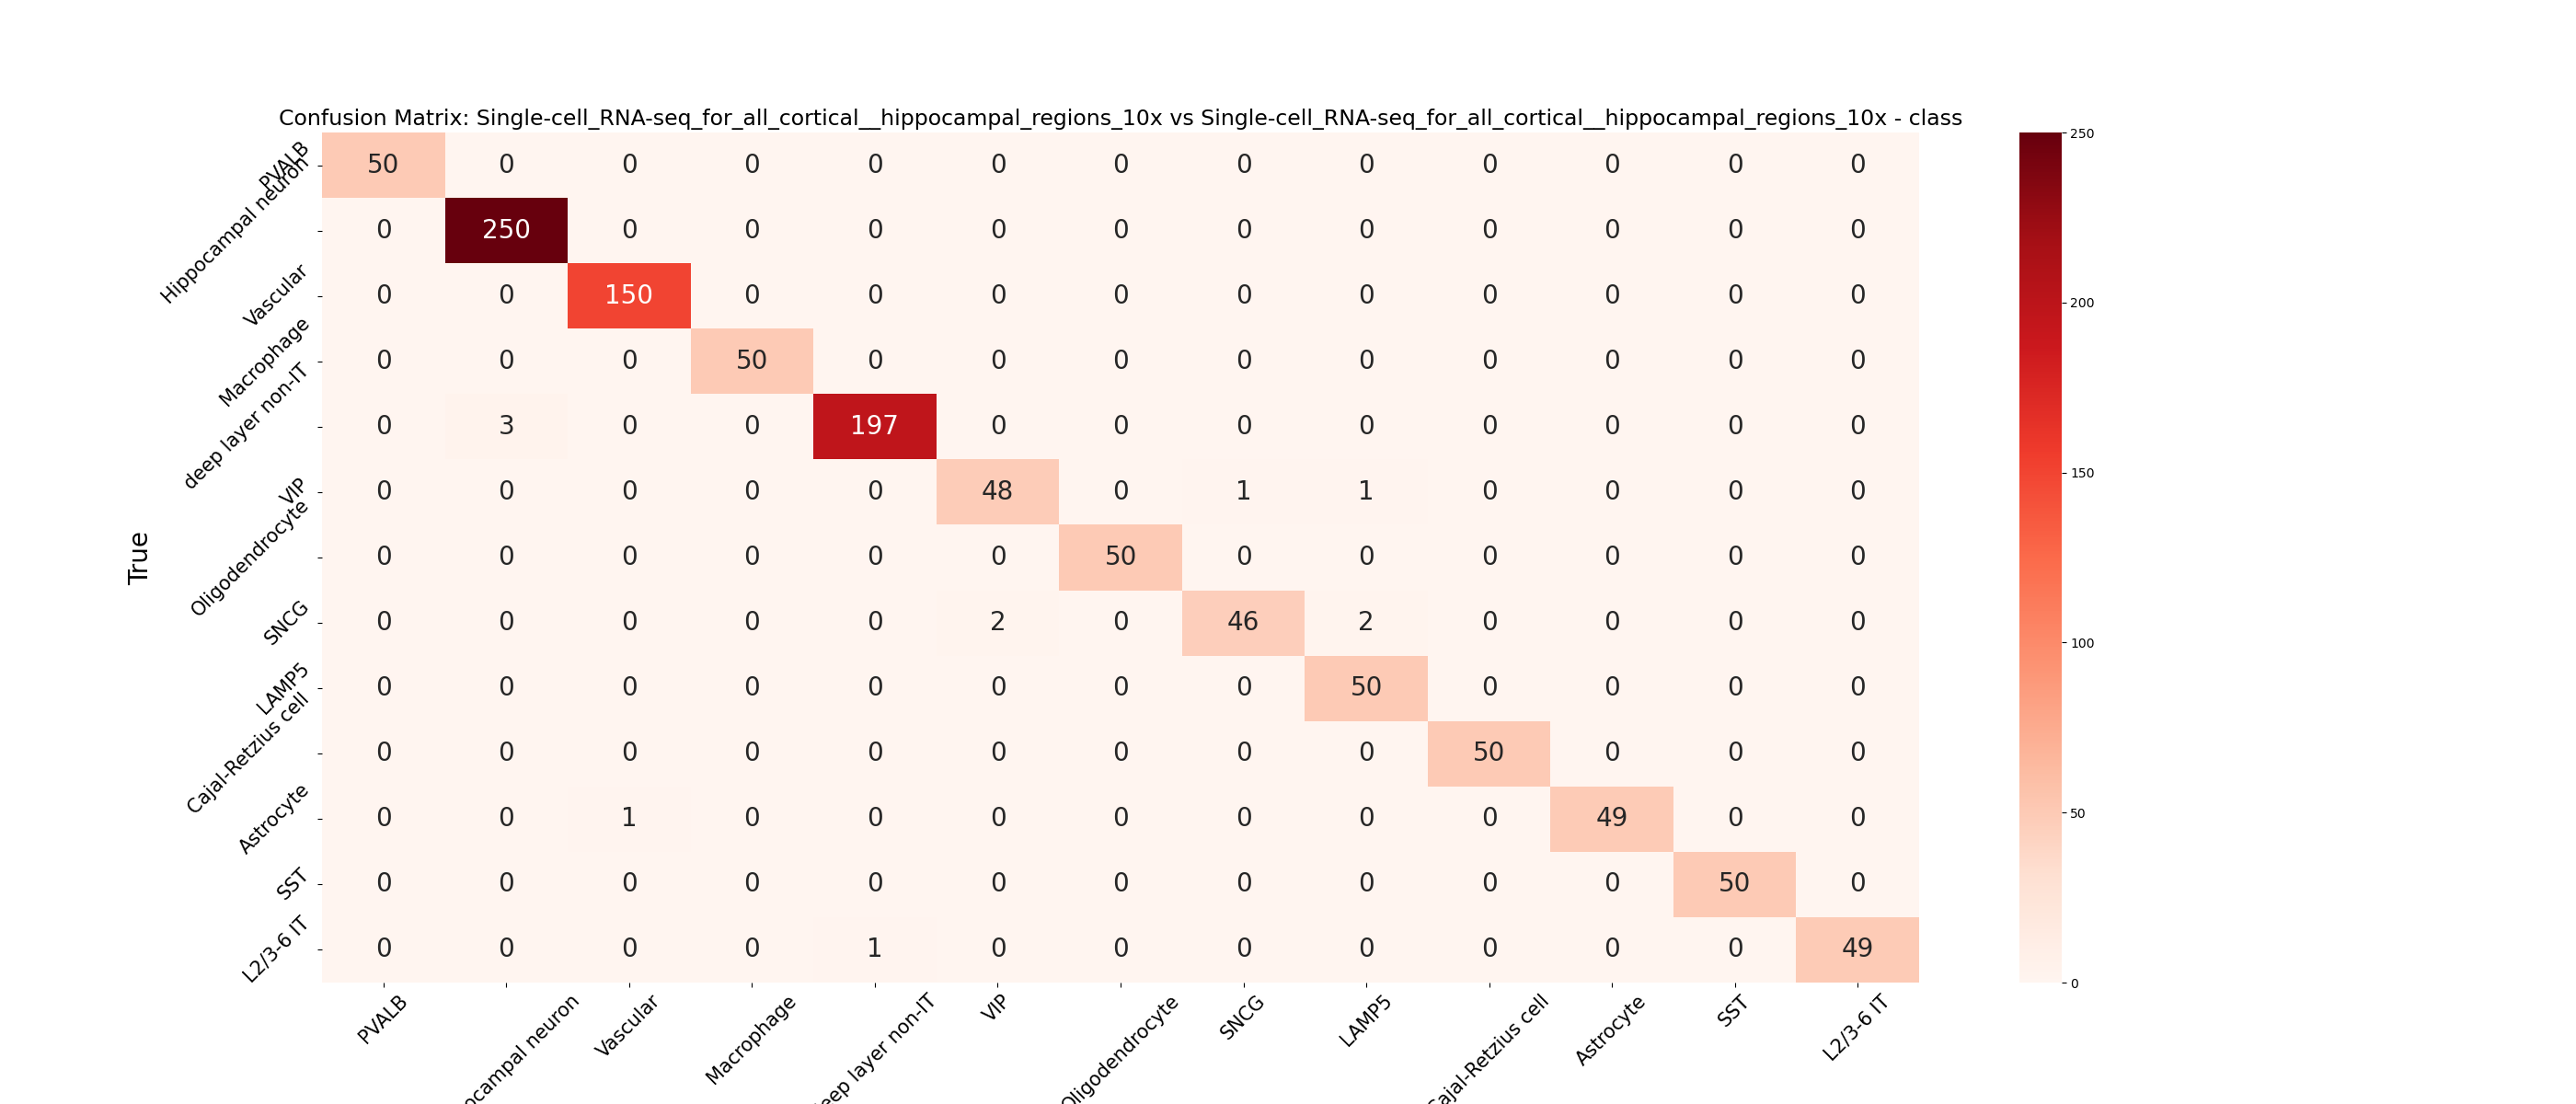 Confusion Matrix: Single-cell_RNA-seq_for_all_cortical__hippocampal_regions_10x vs Single-cell_RNA-seq_for_all_cortical__hippocampal_regions_10x - class
True
PVALB 50 0 0 0 0 0 0 0 0 0 0 0 0
Hippocampal neuron 0 250 0 0 0 0 0 0 0 0 0 0 0
Vascular 0 0 150 0 0 0 0 0 0 0 0 0 0
Macrophage 0 0 0 50 0 0 0 0 0 0 0 0 0
deep layer non-IT 0 3 0 0 197 0 0 0 0 0 0 0 0
VIP 0 0 0 0 0 48 0 1 1 0 0 0 0
Oligodendrocyte 0 0 0 0 0 0 50 0 0 0 0 0 0
SNCG 0 0 0 0 0 2 0 46 2 0 0 0 0
LAMP5 0 0 0 0 0 0 0 0 50 0 0 0 0
Cajal-Retzius cell 0 0 0 0 0 0 0 0 0 50 0 0 0
Astrocyte 0 0 1 0 0 0 0 0 0 0 49 0 0
SST 0 0 0 0 0 0 0 0 0 0 0 50 0
L2/3-6 IT 0 0 0 0 1 0 0 0 0 0 0 0 49
PVALB
ocampal neuron
Vascular
Macrophage
eep layer non-IT
VIP
Oligodendrocyte
SNCG
LAMP5
Cajal-Retzius cell
Astrocyte
SST
L2/3-6 IT
250
200
150
100
50
0